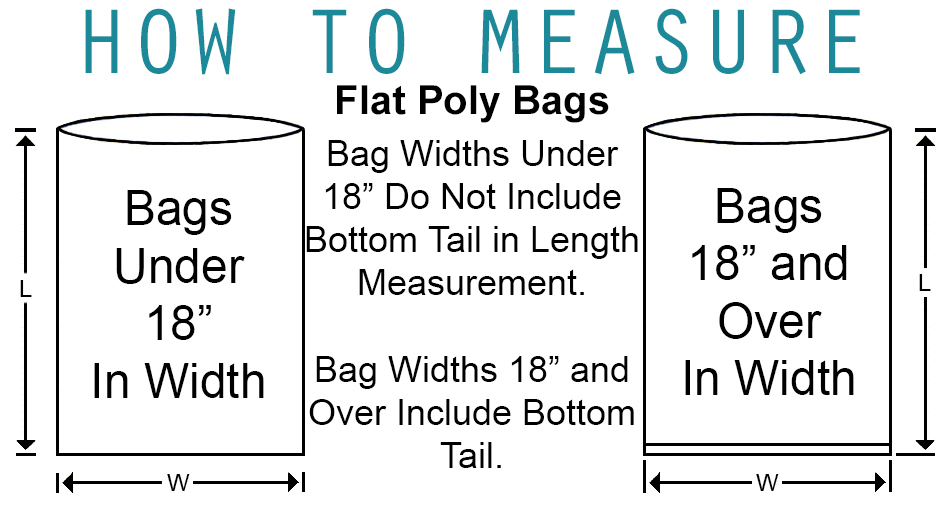 HOW TO MEASURE
Flat Poly Bags
Bags
Under
18”
In Width
L
W
Bag Widths Under
18” Do Not Include
Bottom Tail in Length
Measurement.
Bag Widths 18” and
Over Include Bottom
Tail.
Bags
18” and
Over
In Width
L
W